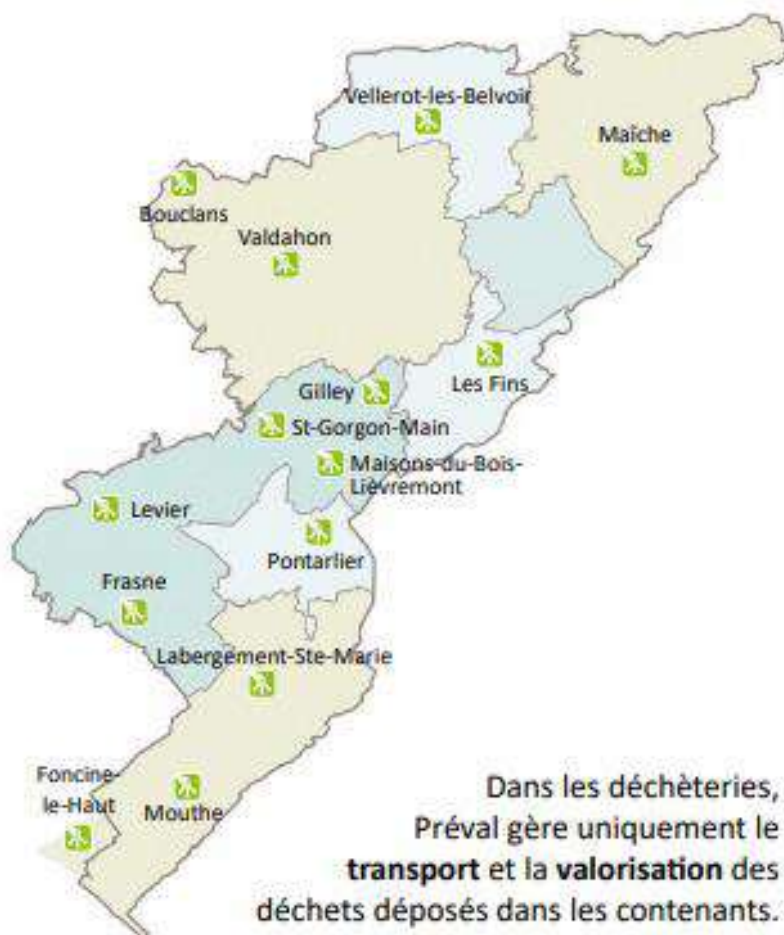 Vellerot-les-Belvoir
Maîche
Bouclans
Valdahon
Les Fins
Gilley
St-Gorgon-Main
Maisons-du-Bois-
Lièvremont
Levier
Pontarlier
Frasne
Labergement-Ste-Marie
Foncine-
le-Haut
Mouthe
Dans les déchèteries,
Préval gère uniquement le
transport et la valorisation des
déchets déposés dans les contenants.